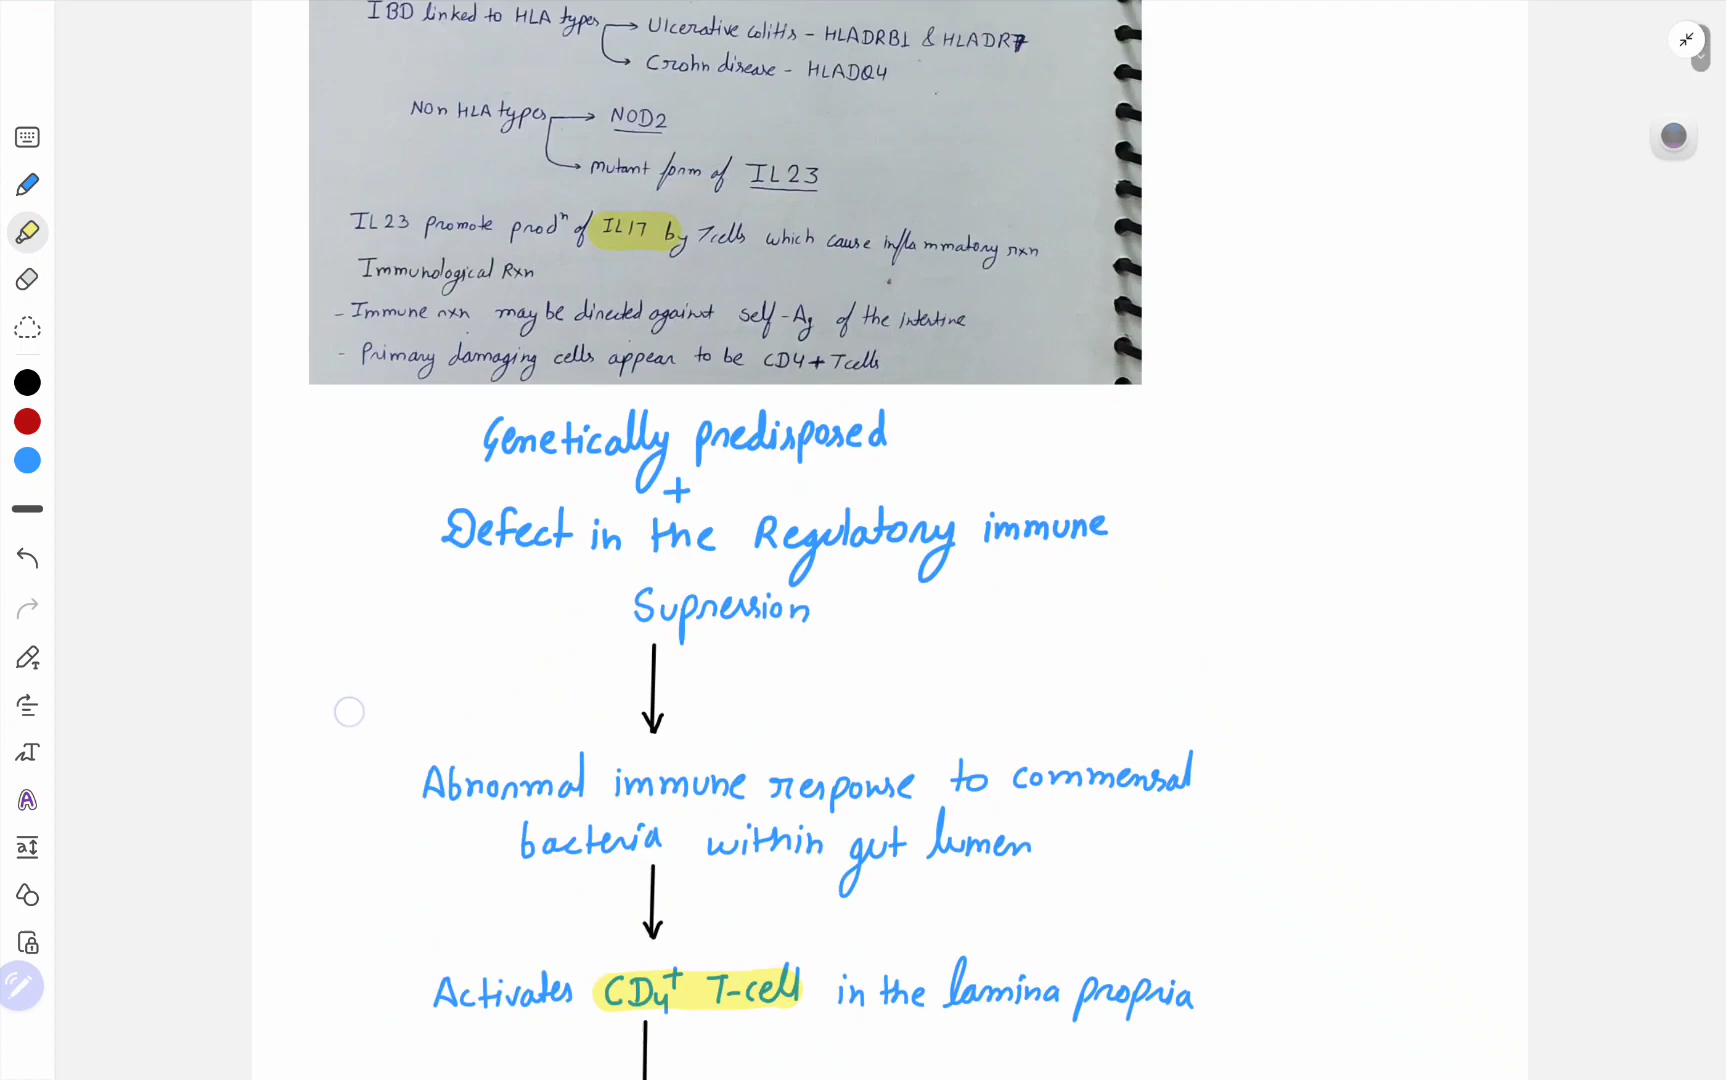 IBD linked to HLA types → Ulcerative colitis - HLADRB1 & HLADR7
→ Crohn disease - HLADQ4
Non HLA types → NOD2
→ mutant form of IL23
IL23 promote prodⁿ of IL17 by Tcells which cause inflammatory rxn
Immunological Rxn
- Immune rxn may be directed against self-Ag of the intestine
- Primary damaging cells appear to be CD4+ Tcells
Genetically predisposed
+
Defect in the Regulatory immune
Supression
Abnormal immune response to commensal
bacteria within gut lumen
Activates CD4+ T-cell in the lamina propria